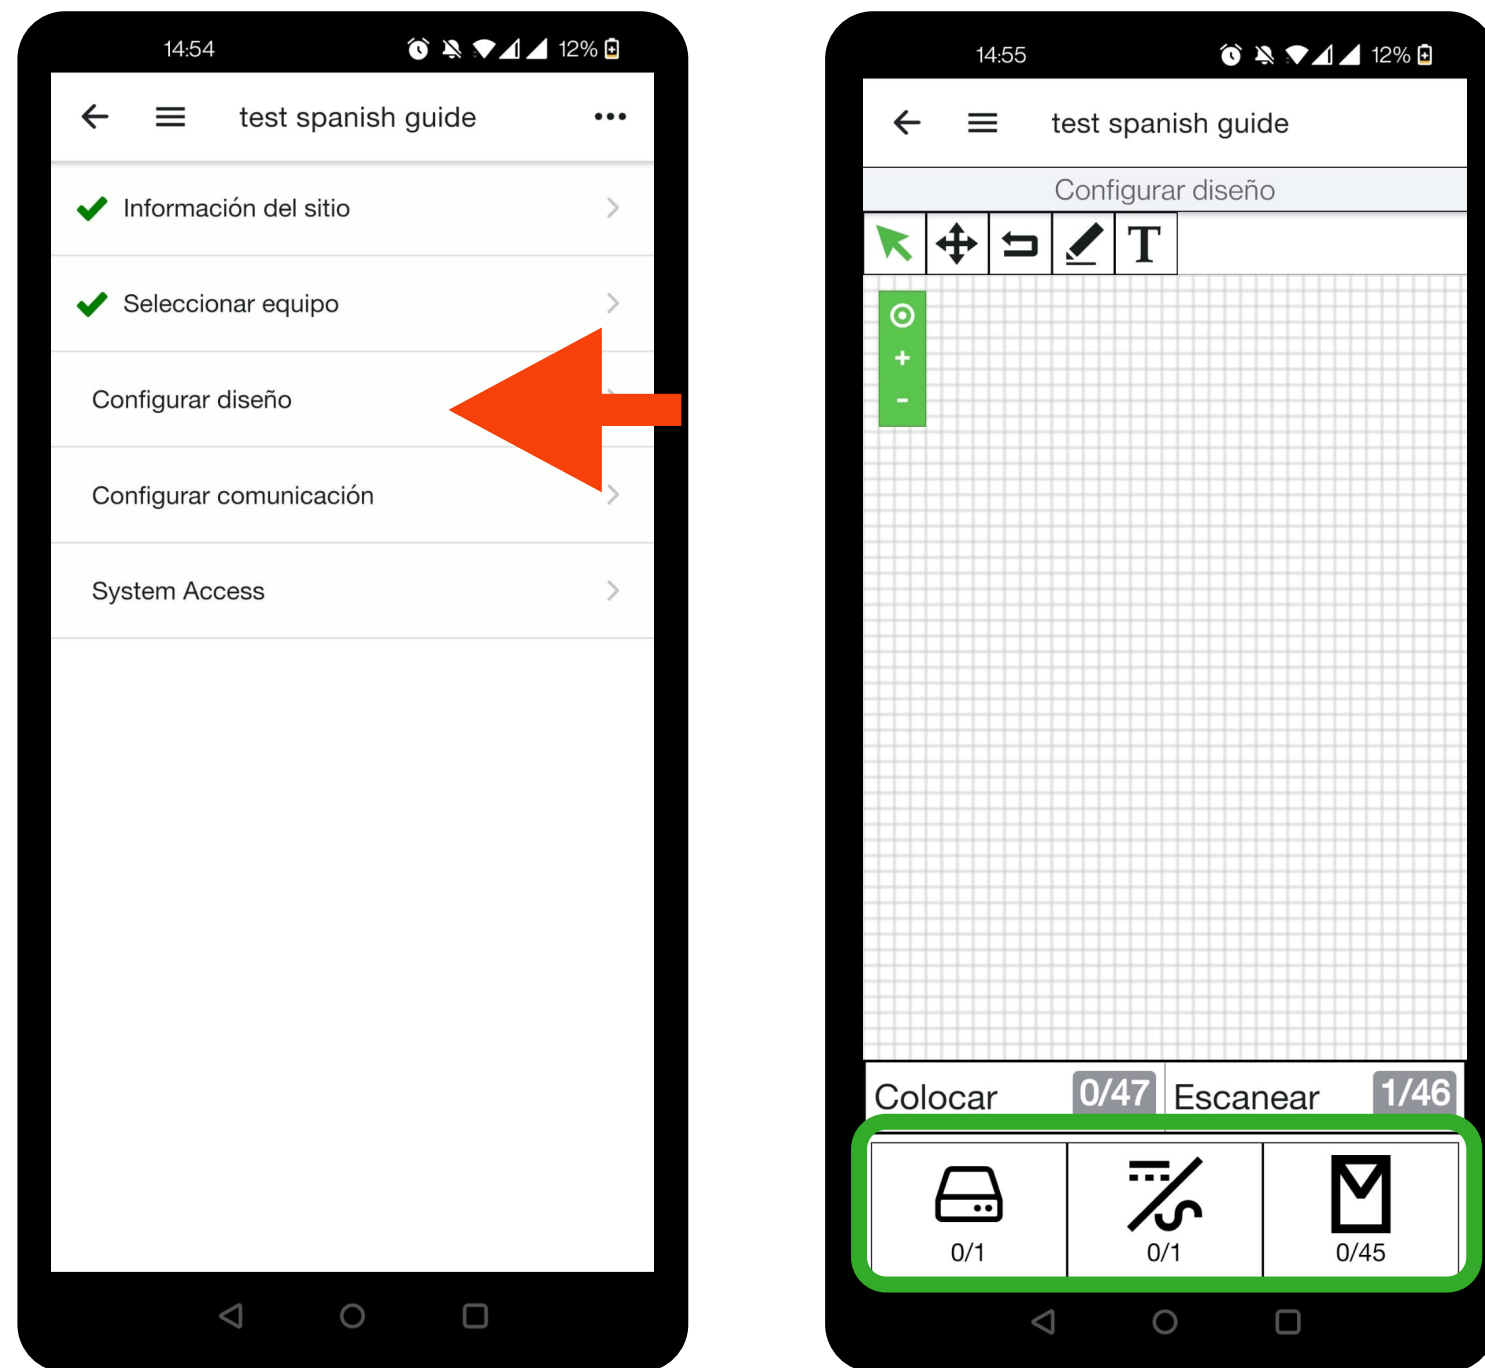 14:54
12%
test spanish guide
Información del sitio
Seleccionar equipo
Configurar diseño
Configurar comunicación
System Access
14:55
12%
test spanish guide
Configurar diseño
T
+
-
Colocar 0/47 Escanear 1/46
0/1 0/1 0/45